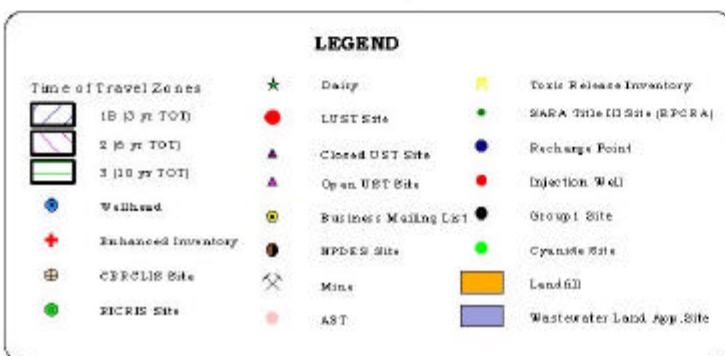 LEGEND
Time of Travel Zones
1B (3 yr TOT)
2 (6 yr TOT)
3 (10 yr TOT)
Wellhead
Enhanced Inventory
CERCLIS Site
RICRIS Site
Dairy
LUST Site
Closed UST Site
Open UST Site
Business Mailing List
NPDES Site
Mine
AST
Toxic Release Inventory
SARA Title III Site (EPCRA)
Recharge Point
Injection Well
Group1 Site
Cyanide Site
Landfill
Wastewater Land App. Site